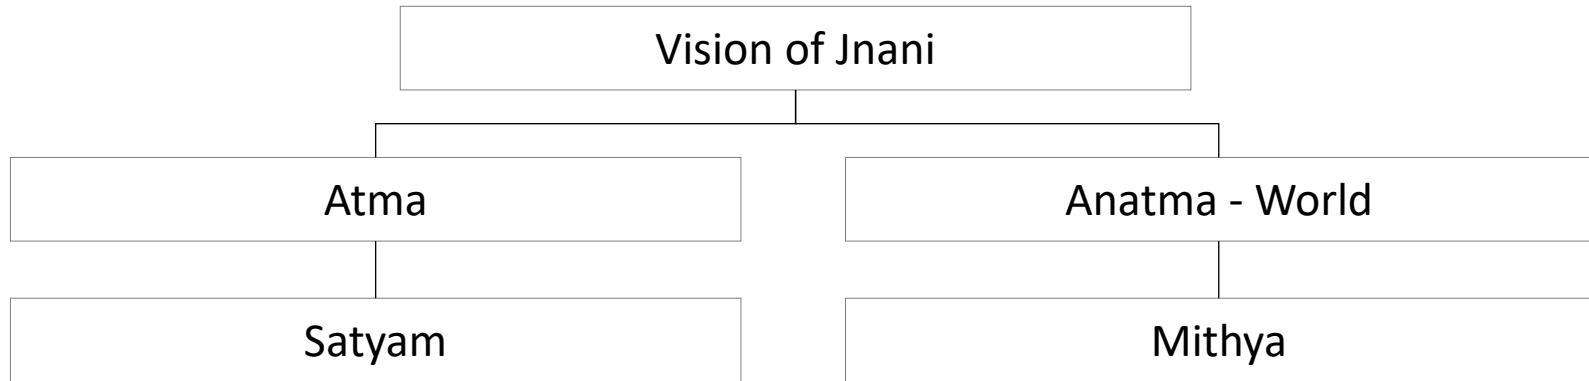 Vision of Jnani
Atma
Anatma - World
Satyam
Mithya